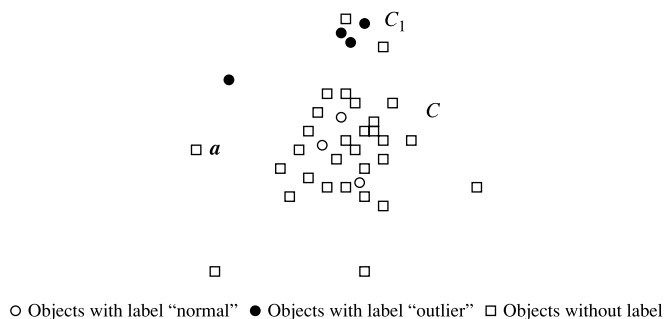 C₁
C
a
Objects with label “normal” Objects with label “outlier” Objects without label